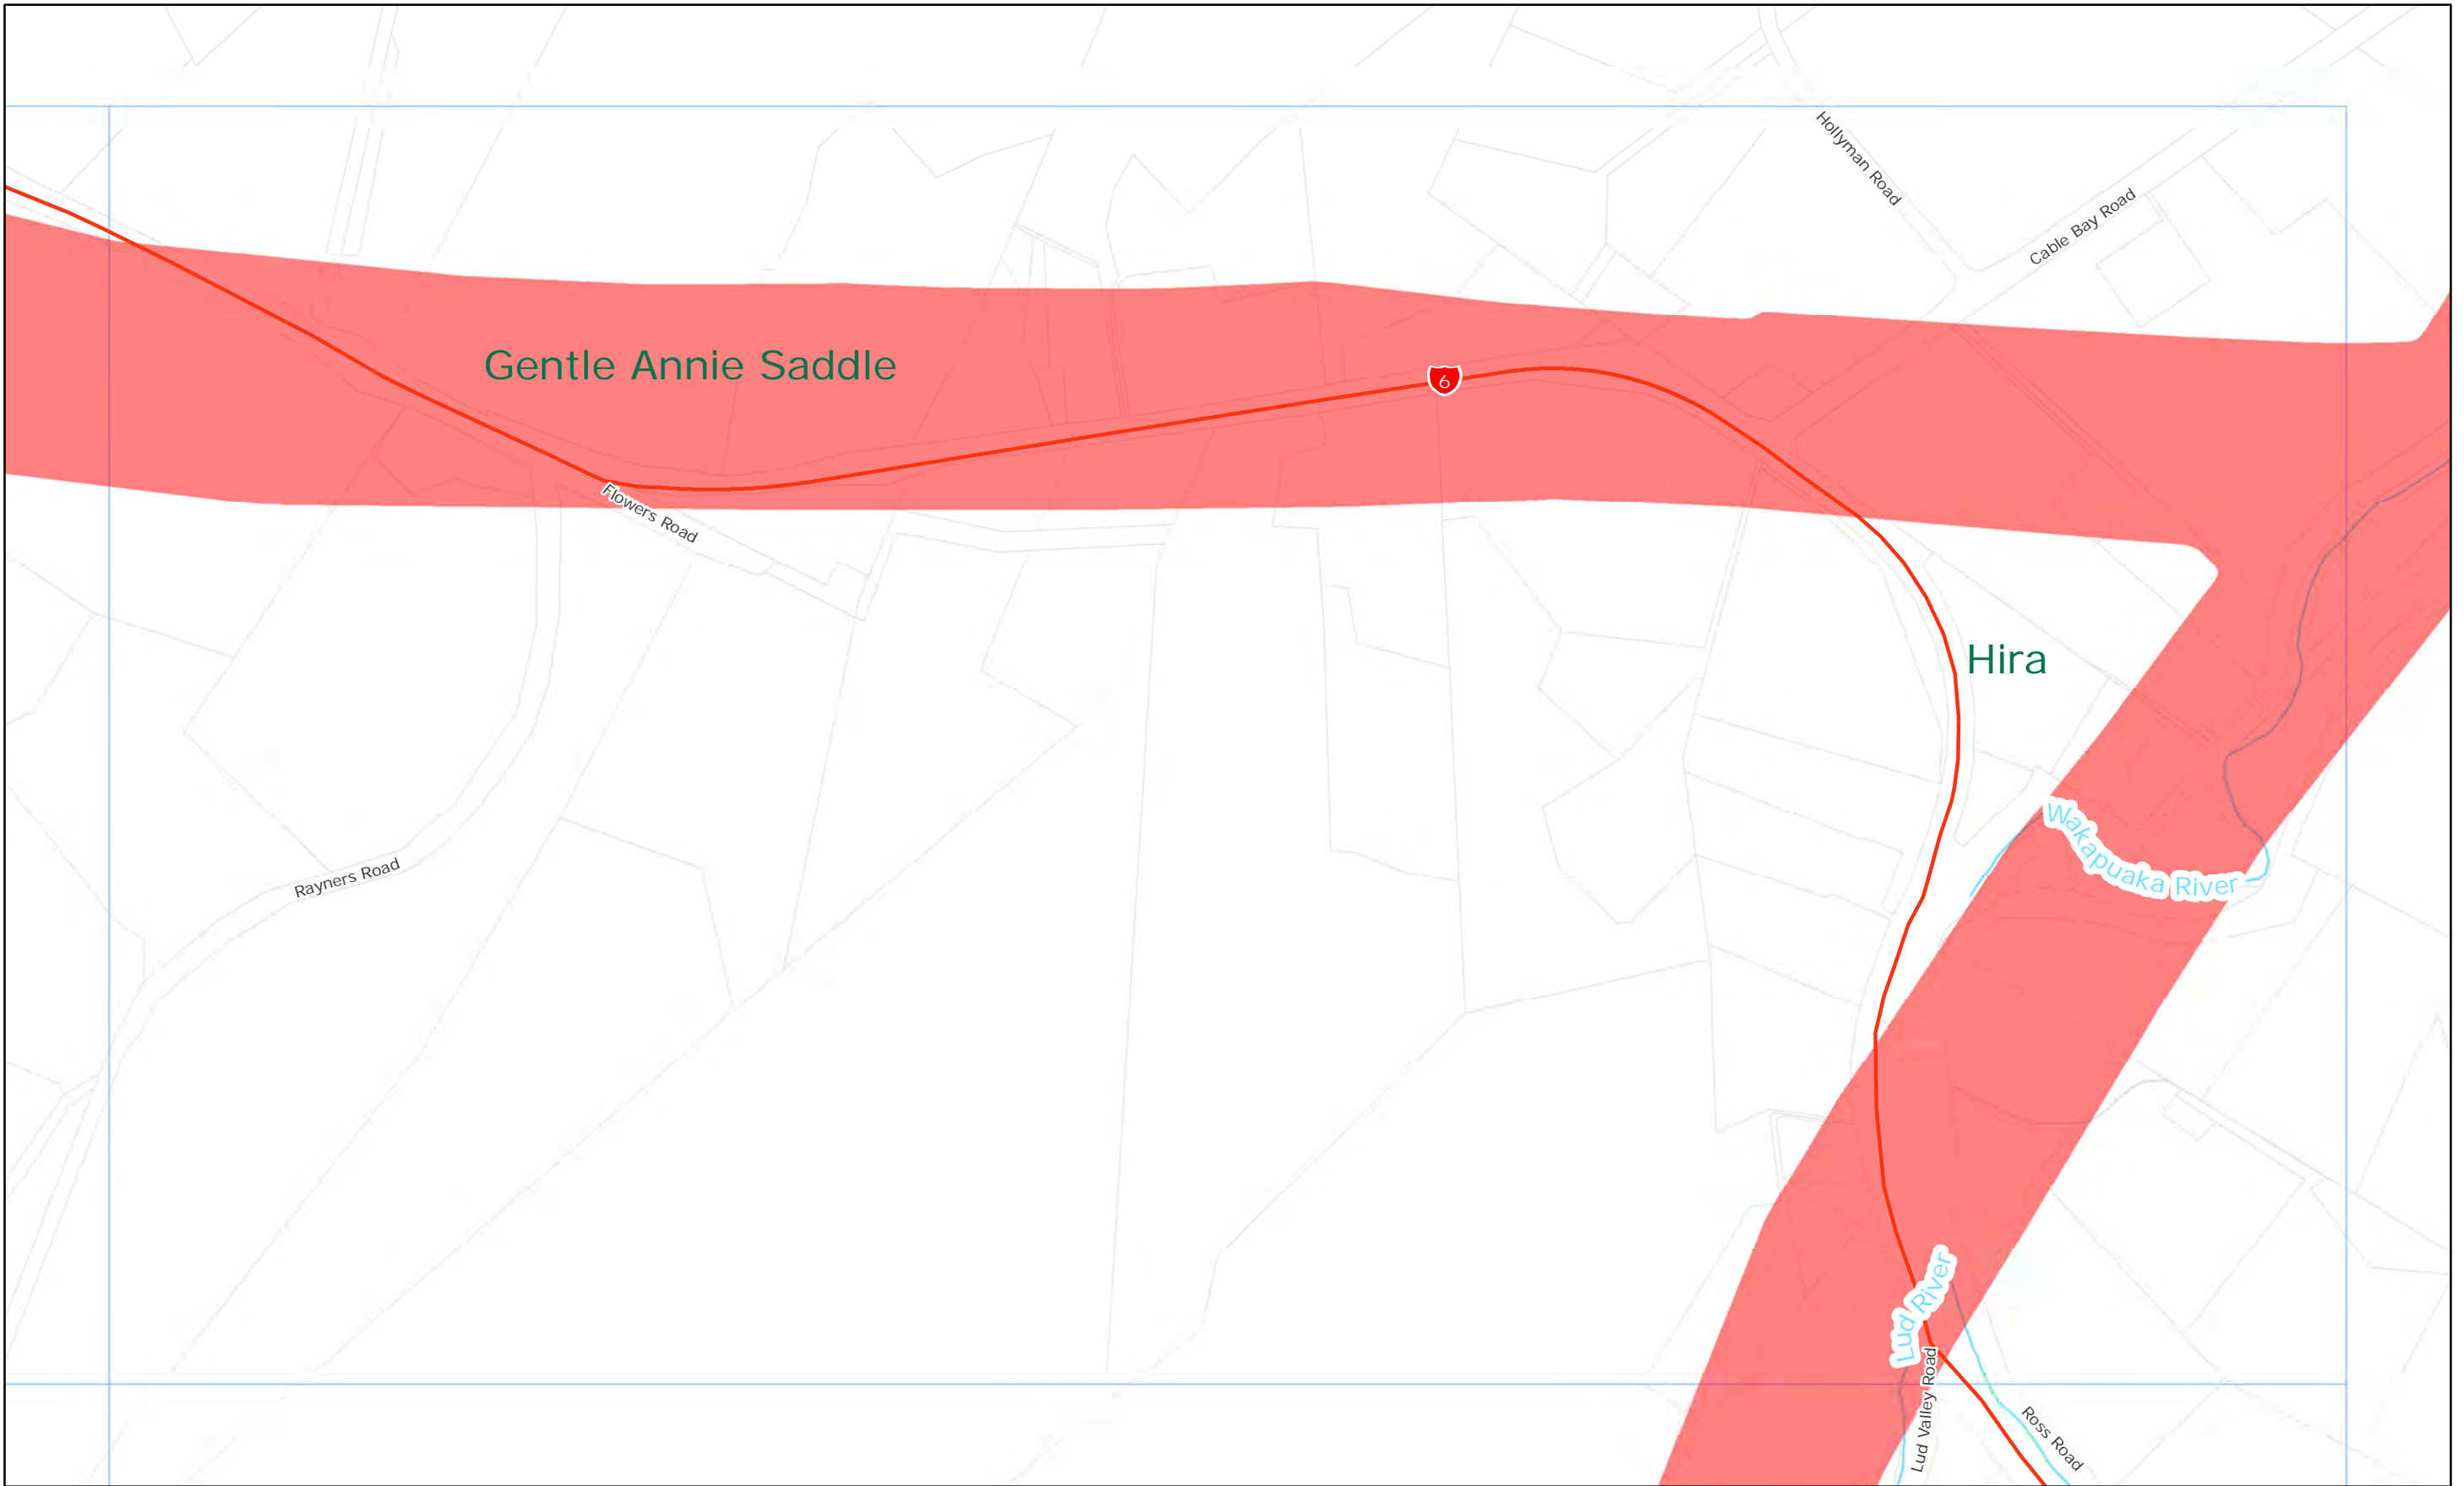 Hollyman Road
Cable Bay Road
Gentle Annie Saddle
6
Flowers Road
Hira
Wakapuaka River
Rayners Road
Lud River
Lud Valley Road
Ross Road